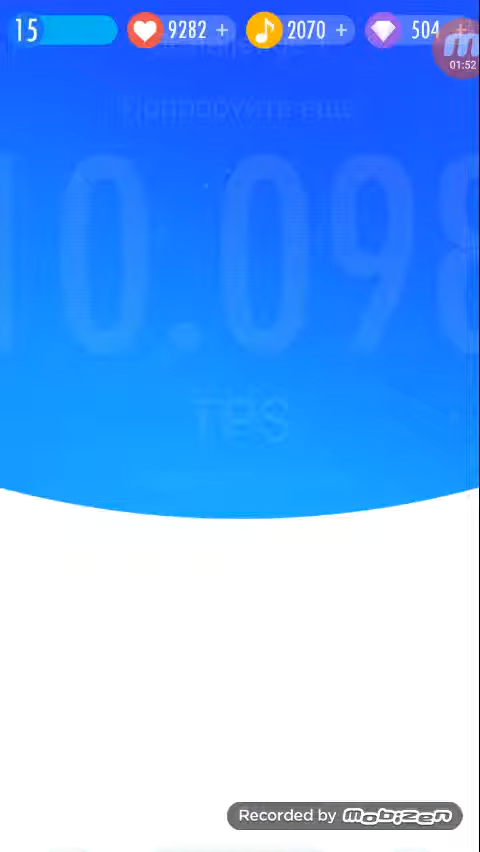 15 9282 + 2070 + 504 +
01:52
10.098
TPS
Recorded by mobizen